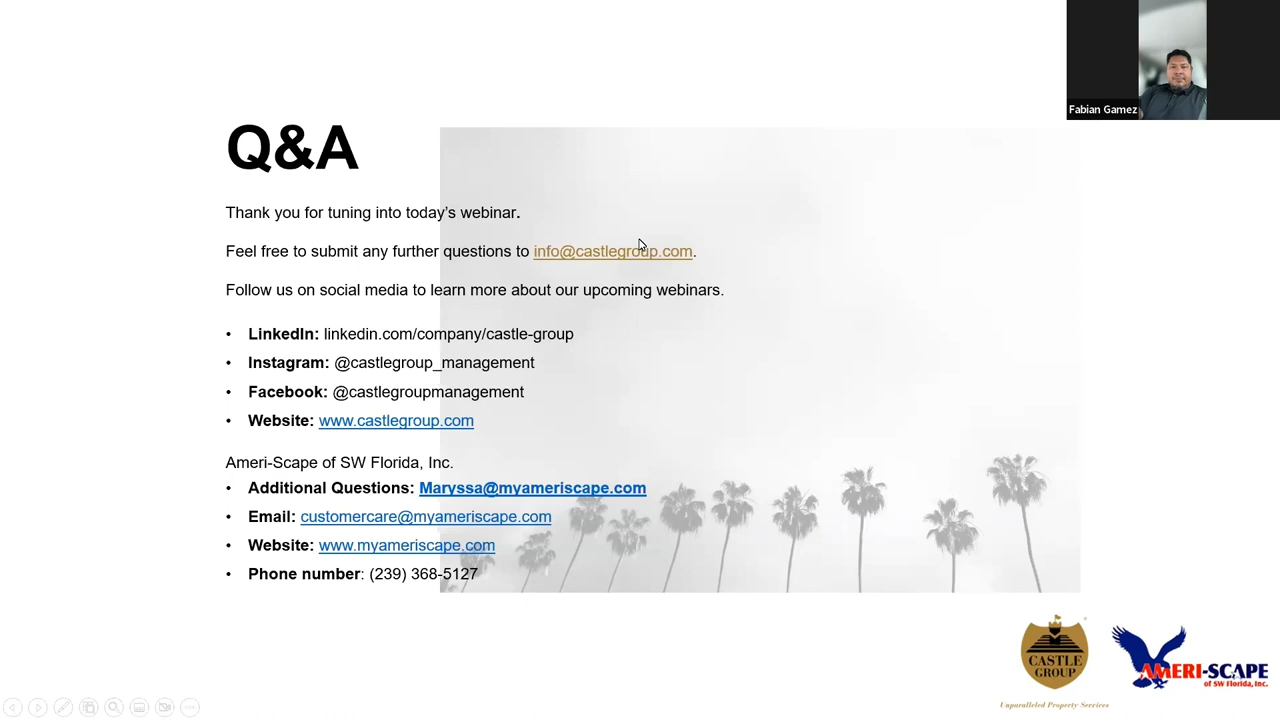 Fabian Gamez
Q&A
Thank you for tuning into today’s webinar.
Feel free to submit any further questions to info@castlegroup.com.
Follow us on social media to learn more about our upcoming webinars.
• LinkedIn: linkedin.com/company/castle-group
• Instagram: @castlegroup_management
• Facebook: @castlegroupmanagement
• Website: www.castlegroup.com
Ameri-Scape of SW Florida, Inc.
• Additional Questions: Maryssa@myameriscape.com
• Email: customercare@myameriscape.com
• Website: www.myameriscape.com
• Phone number: (239) 368-5127
CASTLE
GROUP
Unparalleled Property Services
AMERI-SCAPE
of SW Florida, Inc.